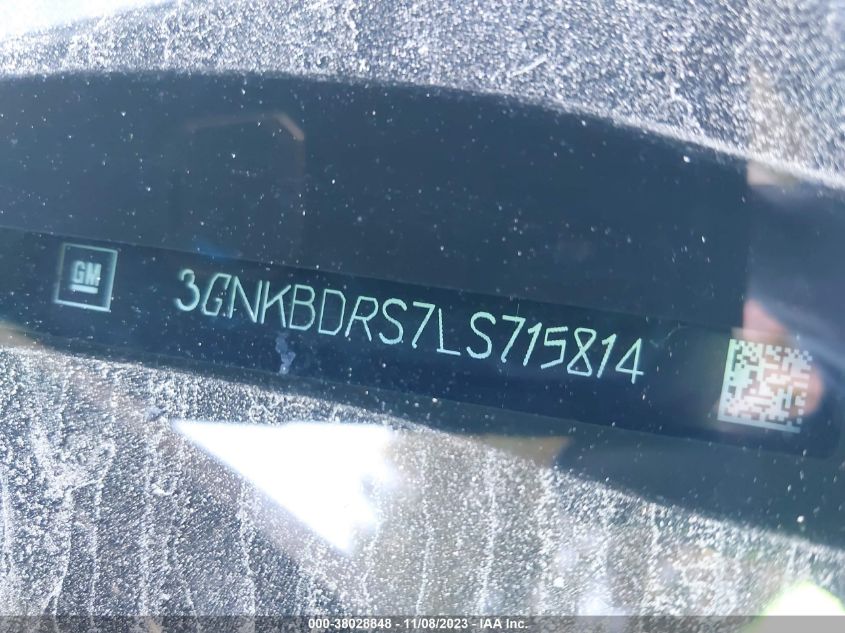 GM
3GNKBDRS7LS715814
000-38028848 - 11/08/2023 - IAA Inc.